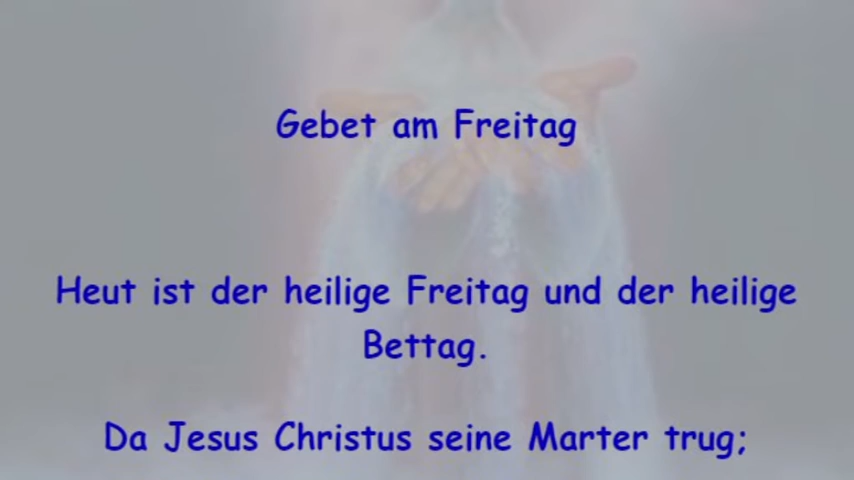 Gebet am Freitag
Heut ist der heilige Freitag und der heilige
Bettag.
Da Jesus Christus seine Marter trug;